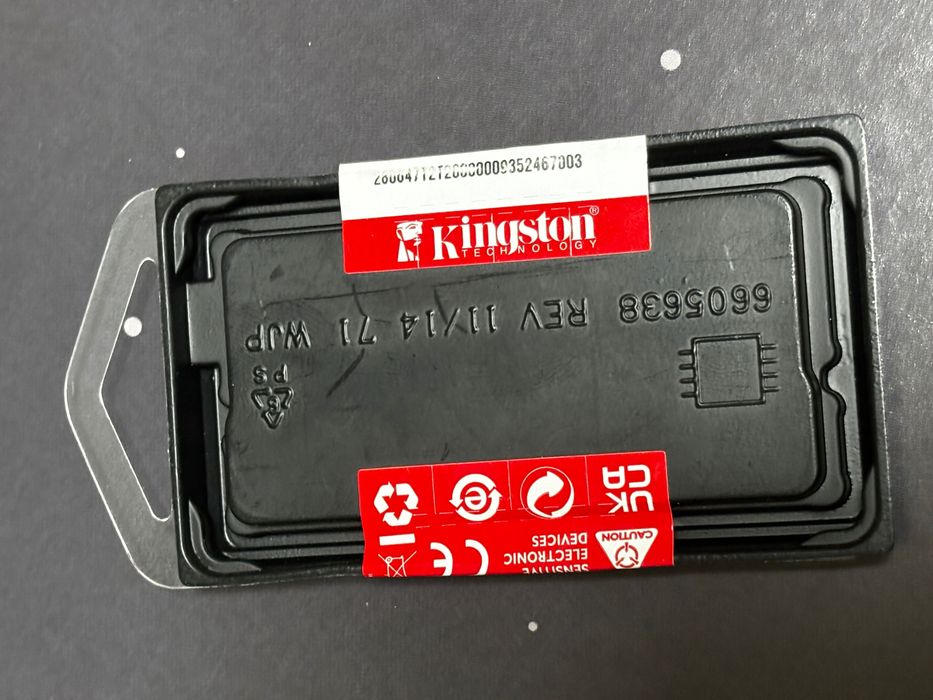 Kingston®
TECHNOLOGY
6605638 REV 11/14 71 WJP
PS
UK
CA
CAUTION
SENSITIVE
ELECTRONIC
DEVICES
CE